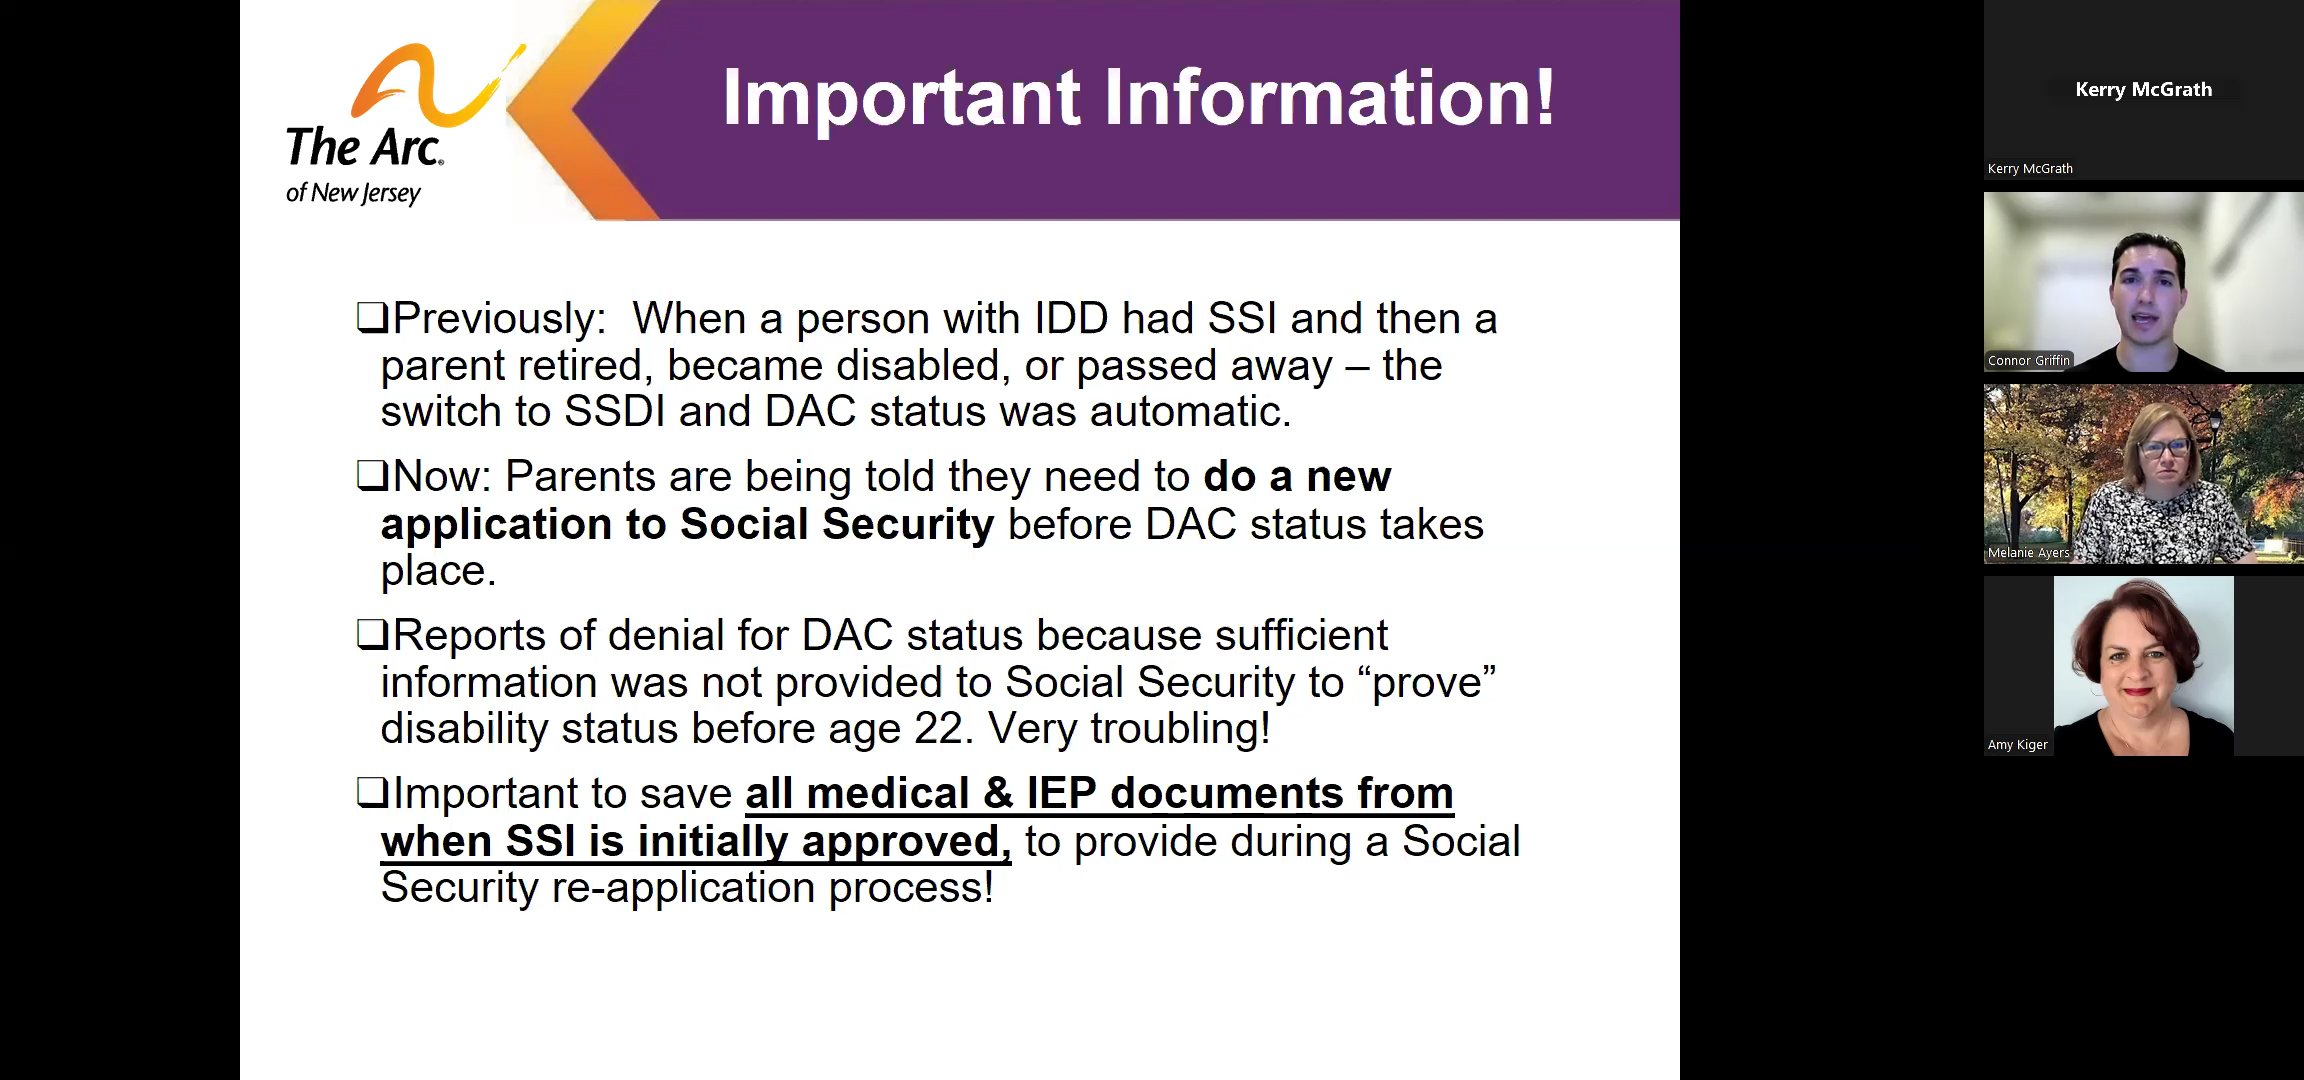 The Arc®
of New Jersey
Important Information!
❑Previously:  When a person with IDD had SSI and then a
parent retired, became disabled, or passed away – the
switch to SSDI and DAC status was automatic.
❑Now: Parents are being told they need to do a new
application to Social Security before DAC status takes
place.
❑Reports of denial for DAC status because sufficient
information was not provided to Social Security to “prove”
disability status before age 22. Very troubling!
❑Important to save all medical & IEP documents from
when SSI is initially approved, to provide during a Social
Security re-application process!
Kerry McGrath
Kerry McGrath
Connor Griffin
Melanie Ayers
Amy Kiger